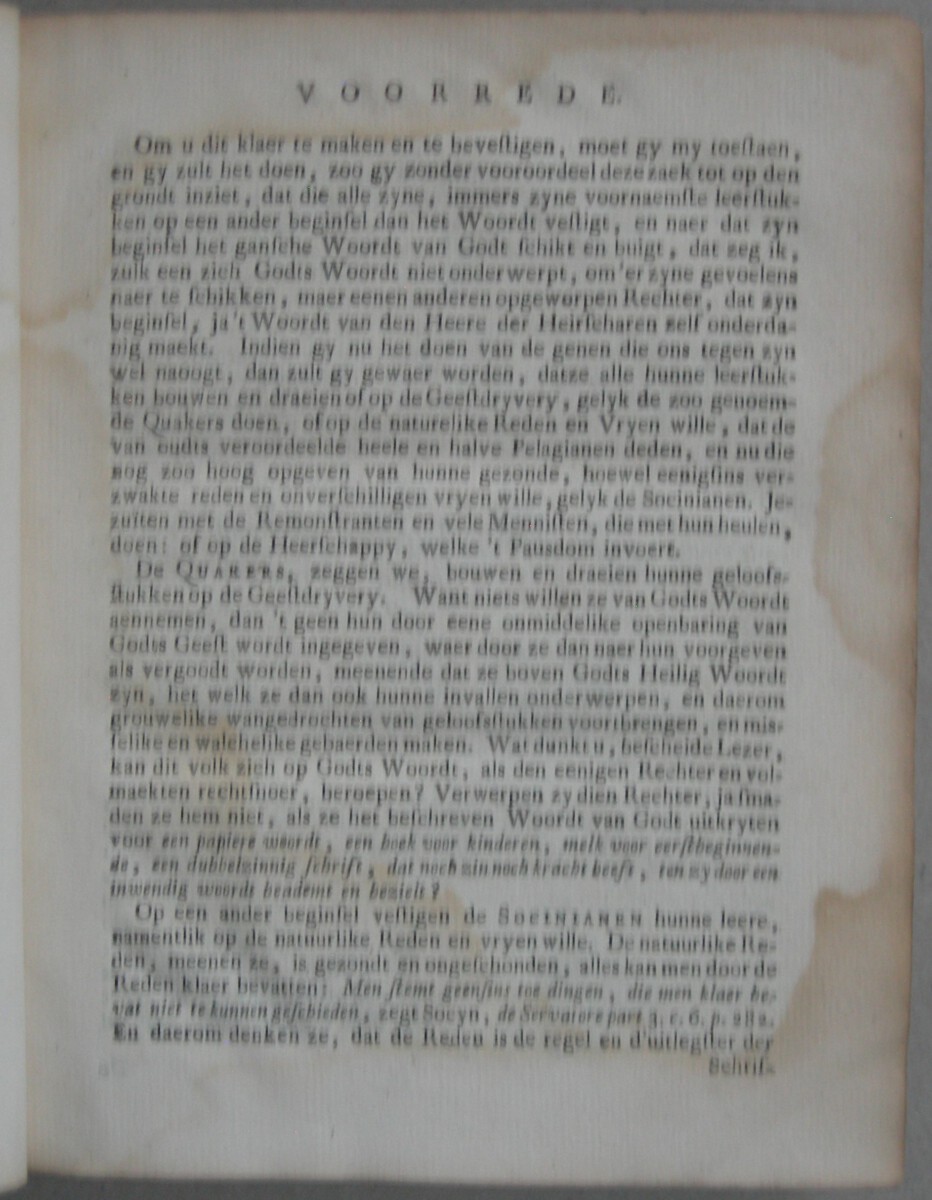 VOORREDE.
Om u dit klaer te maken en te beveſtigen, moet gy my toeſtaen,
en gy zult het doen, zoo gy zonder vooroordeel deze zaek tot op den
grondt inziet, dat die alle zyne, immers zyne voornaemſte leerſtuk-
ken op een ander beginſel dan het Woordt veſtigt, en naer dat zyn
beginſel het ganſche Woordt van Godt ſchikt en buigt, dat zeg ik,
zulk een zich Godts Woordt niet onderwerpt, om'er zyne gevoelens
naer te ſchikken, maer eenen anderen opgeworpen Rechter, dat zyn
beginſel, ja 't Woordt van den Heere der Heirſcharen zelf onderda-
nig maekt. Indien gy nu het doen van de genen die ons tegen zyn
wel naoogt, dan zult gy gewaer worden, datze alle hunne leerſtuk-
ken bouwen en draeien of op de Geeſtdryvery, gelyk de zoo genoem-
de Quakers doen, of op de naturelike Reden en Vryen wille, dat de
van oudts veroordeelde heele en halve Pelagianen deden, en nu die
nog zoo hoog opgeven van hunne gezonde, hoewel eenigſins ver-
zwakte reden en onverſchilligen vryen wille, gelyk de Socinianen. Je-
zuïten met de Remonſtranten en vele Menniſten, die met hun heulen,
doen: of op de Heerſchappy, welke 't Pausdom invoert.
De QUAKERS, zeggen we, bouwen en draeien hunne geloofs-
ſtukken op de Geeſtdryvery. Want niets willen ze van Godts Woordt
aennemen, dan 't geen hun door eene onmiddelike openbaring van
Godts Geeſt wordt ingegeven, waer door ze dan naer hun voorgeven
als vergoodt worden, meenende dat ze boven Godts Heilig Woordt
zyn, het welk ze dan ook hunne invallen onderwerpen, en daerom
grouwelike wangedrochten van geloofsſtukken voortbrengen, en miſ-
ſelike en walchelike gebaerden maken. Wat dunkt u, beſcheide Lezer,
kan dit volk zich op Godts Woordt, als den eenigen Rechter en vol-
maekten rechtſnoer, beroepen? Verwerpen zy dien Rechter, ja ſma-
den ze hem niet, als ze het beſchreven Woordt van Godt uitkryten
voor een papiere woordt, een boek voor kinderen, melk voor eerſtbeginnen-
de, een dubbelzinnig ſchrift, dat noch zin noch kracht heeft, ten zy door een
inwendig woordt beademt en bezielt?
Op een ander beginſel veſtigen de SOCINIANEN hunne leere,
namentlik op de natuurlike Reden en vryen wille. De natuurlike Re-
den, meenen ze, is gezondt en ongeſchonden, alles kan men door de
Reden klaer bevatten: Men ſtemt geenſins toe dingen, die men klaer be-
vat niet te kunnen geſchieden, zegt Socyn, de Servatore part 3. c. 6. p. 282.
En daerom denken ze, dat de Reden is de regel en d'uitlegſter der
Schrif-